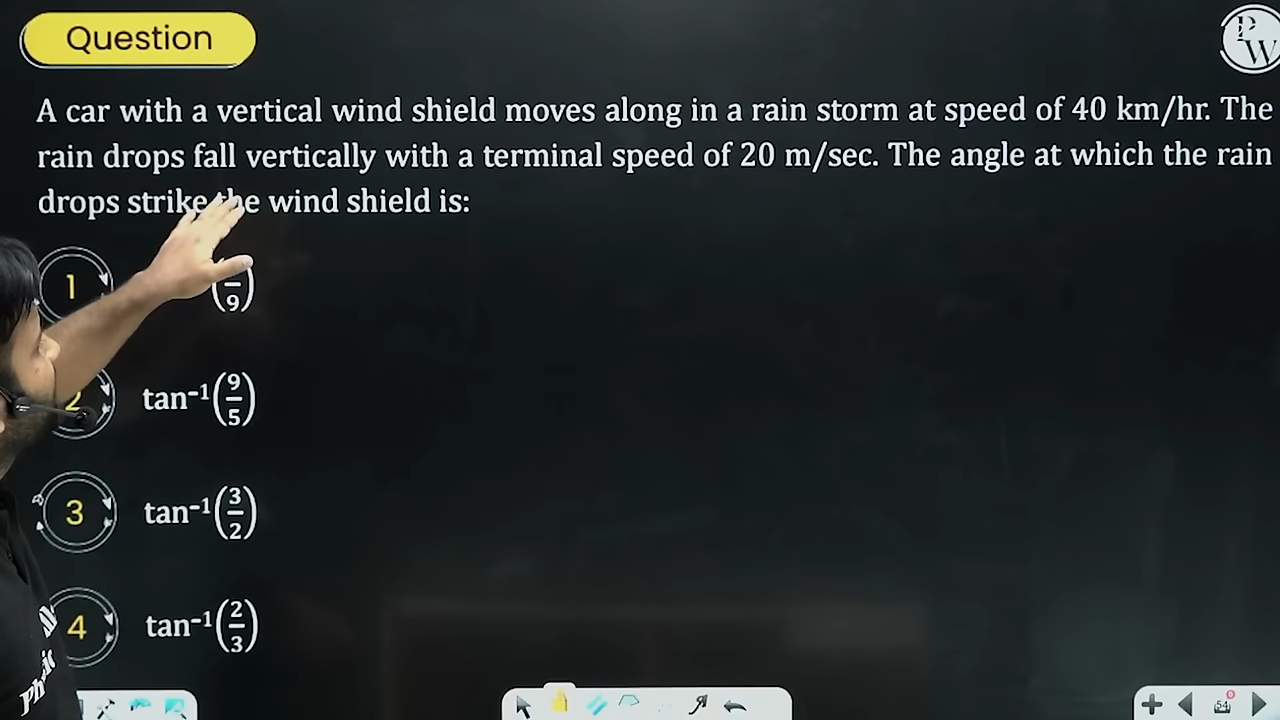 Question
P
W
A car with a vertical wind shield moves along in a rain storm at speed of 40 km/hr. The
rain drops fall vertically with a terminal speed of 20 m/sec. The angle at which the rain
drops strike the wind shield is:
1
(─/9)
2 tan⁻¹(9/5)
3 tan⁻¹(3/2)
4 tan⁻¹(2/3)
54